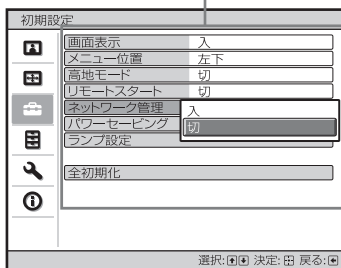 初期設定
画面表示 入
メニュー位置 左下
高地モード 切
リモートスタート 切
ネットワーク管理 入
パワーセービング 切
ランプ設定
全初期化
選択: 決定: 戻る: